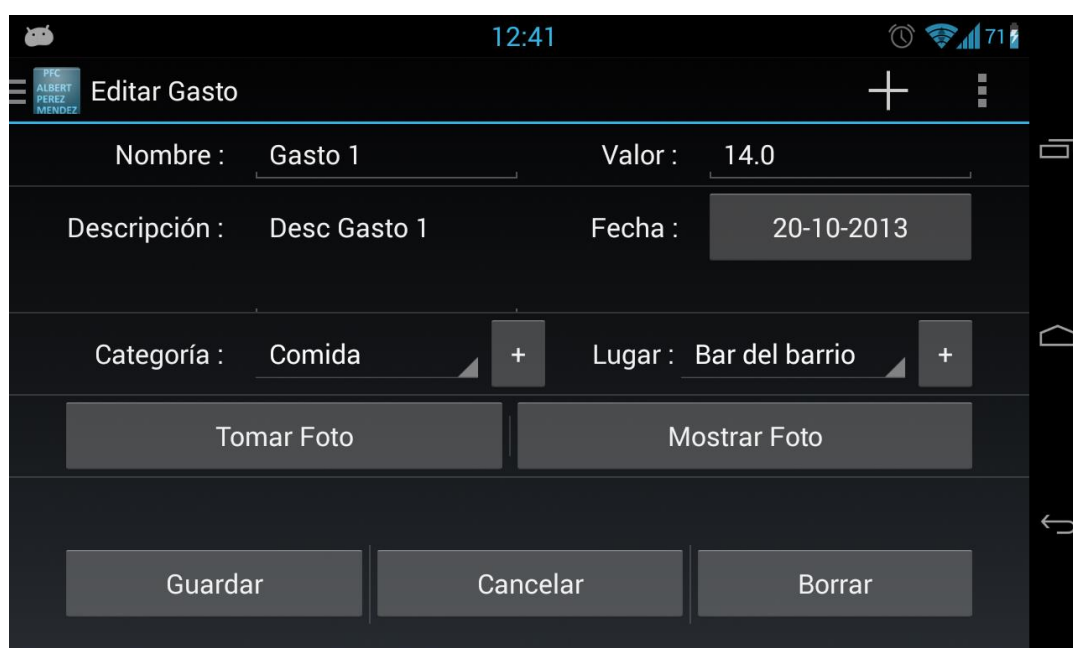 12:41 71
PFC
ALBERT
PEREZ
MENDEZ
Editar Gasto
Nombre : Gasto 1 Valor : 14.0
Descripción : Desc Gasto 1 Fecha : 20-10-2013
Categoría : Comida + Lugar : Bar del barrio +
Tomar Foto Mostrar Foto
Guardar Cancelar Borrar